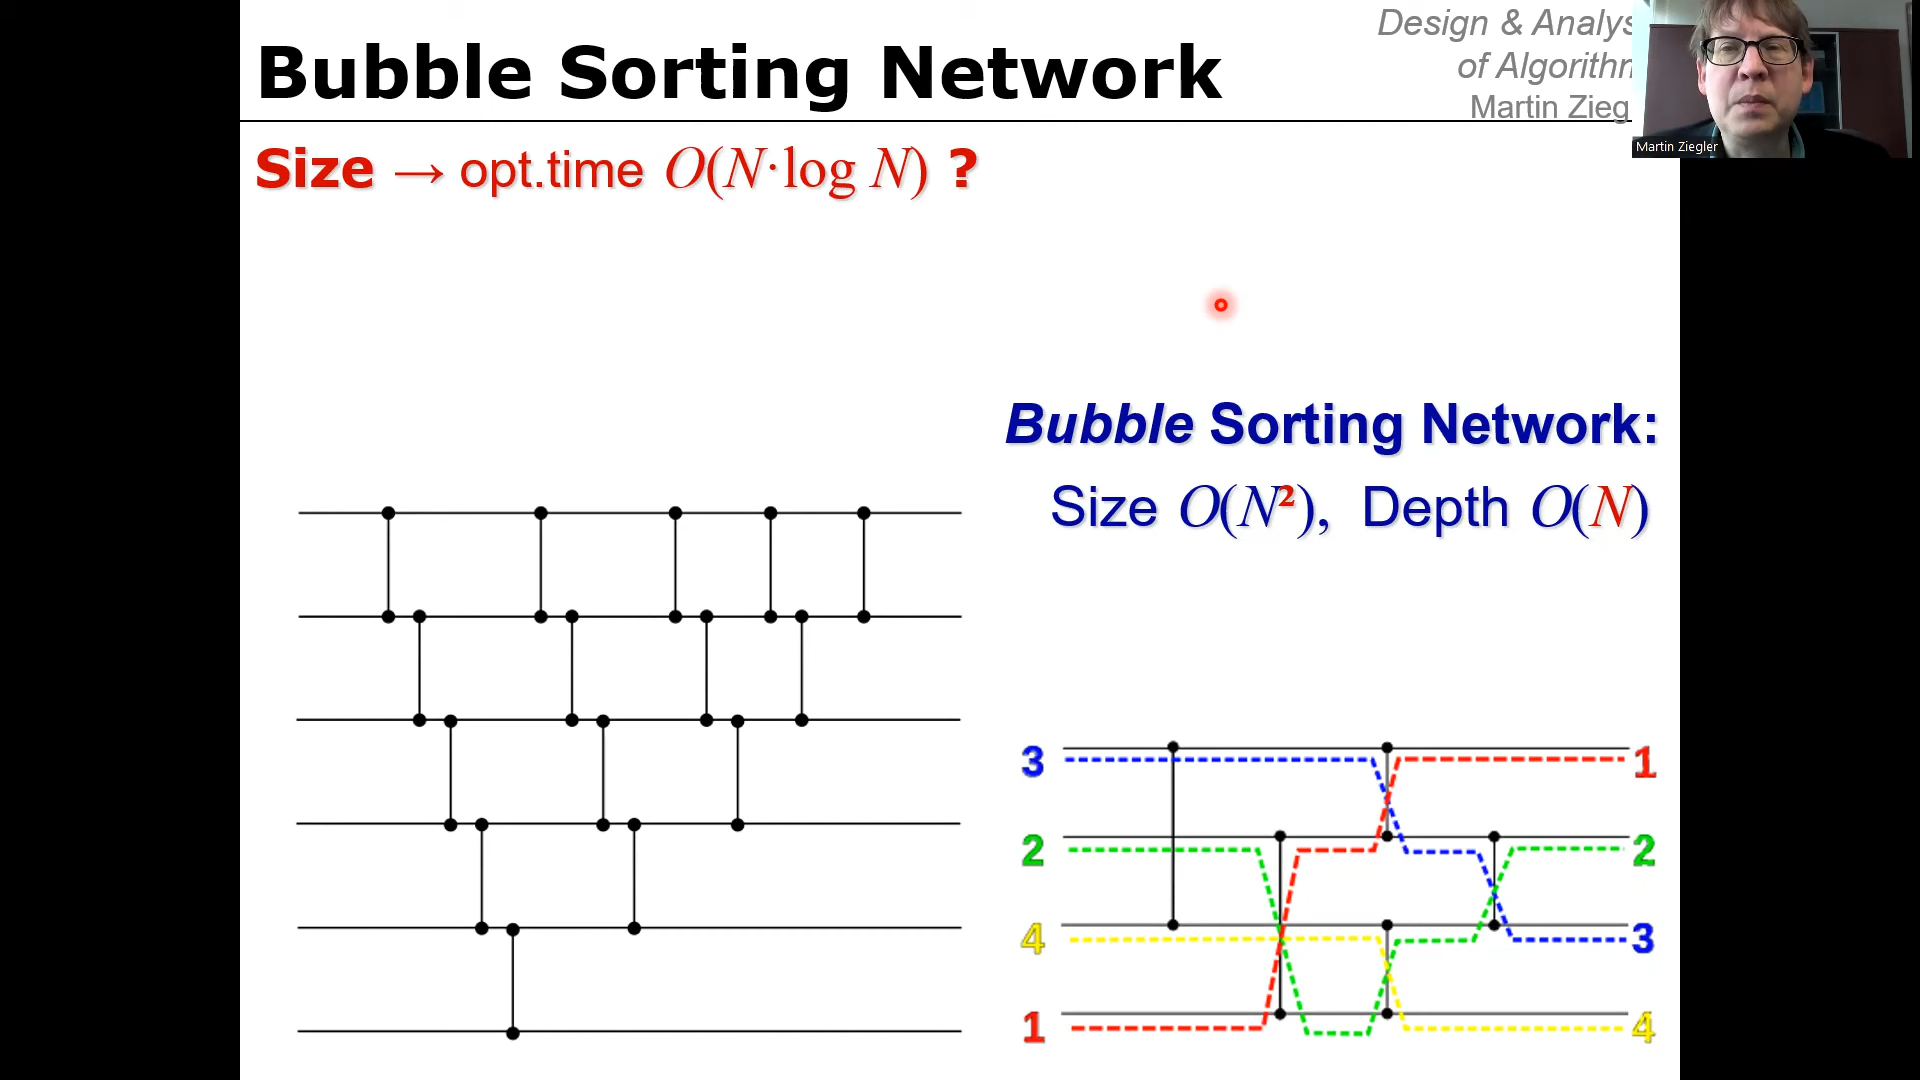 Bubble Sorting Network
Design & Analys
of Algorithm
Martin Zieg
Martin Ziegler
Size → opt.time O(N·log N) ?
Bubble Sorting Network:
Size O(N²), Depth O(N)
3 1
2 2
4 3
1 4